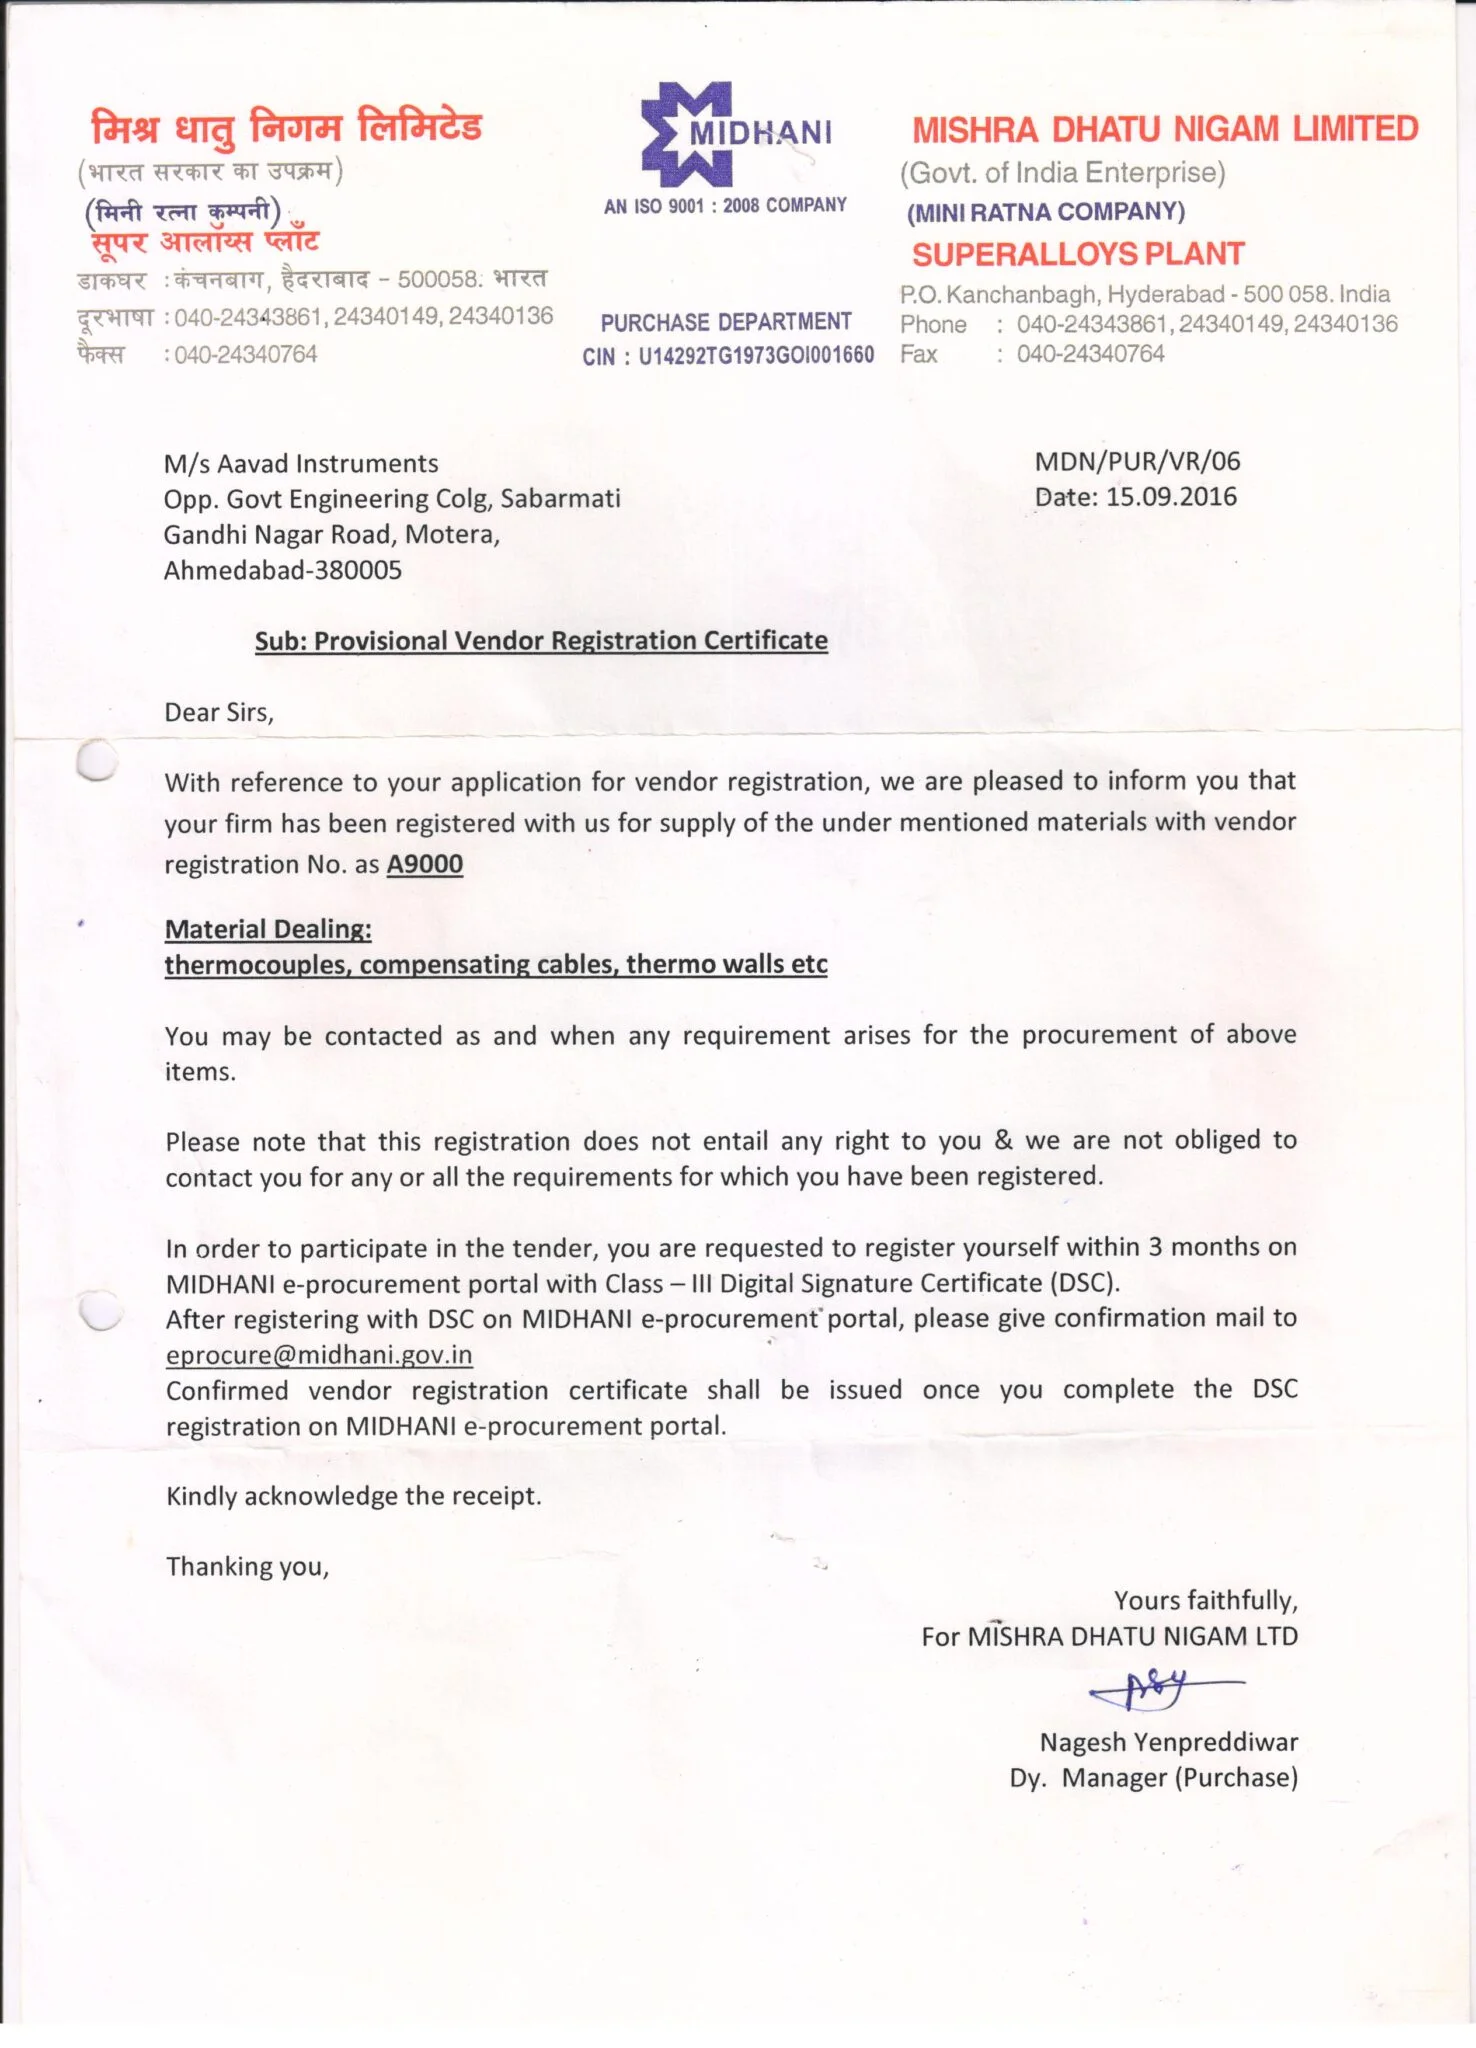 मिश्र धातु निगम लिमिटेड
(भारत सरकार का उपक्रम)
(मिनी रत्ना कम्पनी)
सूपर आलॉय्स प्लाँट
डाकघर : कंचनबाग, हैदराबाद - 500058. भारत
दूरभाषा : 040-24343861, 24340149, 24340136
फैक्स : 040-24340764
MIDHANI
AN ISO 9001 : 2008 COMPANY
PURCHASE DEPARTMENT
CIN : U14292TG1973GOI001660
MISHRA DHATU NIGAM LIMITED
(Govt. of India Enterprise)
(MINI RATNA COMPANY)
SUPERALLOYS PLANT
P.O. Kanchanbagh, Hyderabad - 500 058. India
Phone : 040-24343861, 24340149, 24340136
Fax : 040-24340764
M/s Aavad Instruments
Opp. Govt Engineering Colg, Sabarmati
Gandhi Nagar Road, Motera,
Ahmedabad-380005
MDN/PUR/VR/06
Date: 15.09.2016
Sub: Provisional Vendor Registration Certificate
Dear Sirs,
With reference to your application for vendor registration, we are pleased to inform you that
your firm has been registered with us for supply of the under mentioned materials with vendor
registration No. as A9000
Material Dealing:
thermocouples, compensating cables, thermo walls etc
You may be contacted as and when any requirement arises for the procurement of above
items.
Please note that this registration does not entail any right to you & we are not obliged to
contact you for any or all the requirements for which you have been registered.
In order to participate in the tender, you are requested to register yourself within 3 months on
MIDHANI e-procurement portal with Class – III Digital Signature Certificate (DSC).
After registering with DSC on MIDHANI e-procurement portal, please give confirmation mail to
eprocure@midhani.gov.in
Confirmed vendor registration certificate shall be issued once you complete the DSC
registration on MIDHANI e-procurement portal.
Kindly acknowledge the receipt.
Thanking you,
Yours faithfully,
For MISHRA DHATU NIGAM LTD
Nagesh Yenpreddiwar
Dy. Manager (Purchase)